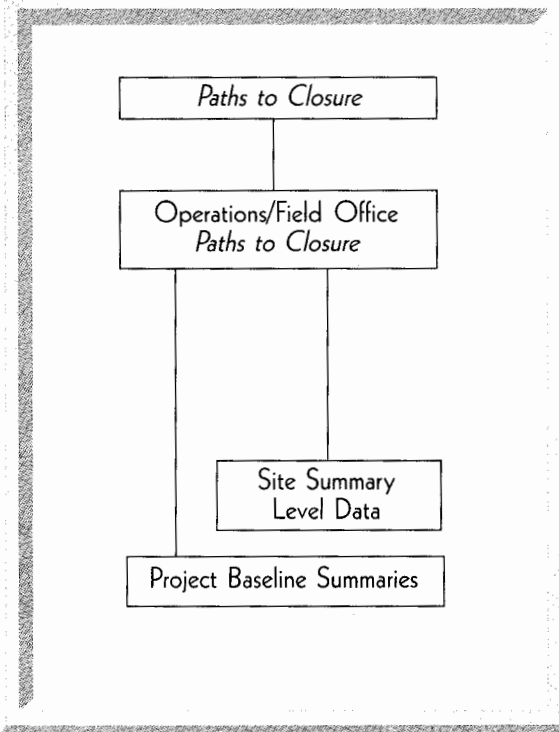 Paths to Closure
Operations/Field Office
Paths to Closure
Site Summary
Level Data
Project Baseline Summaries